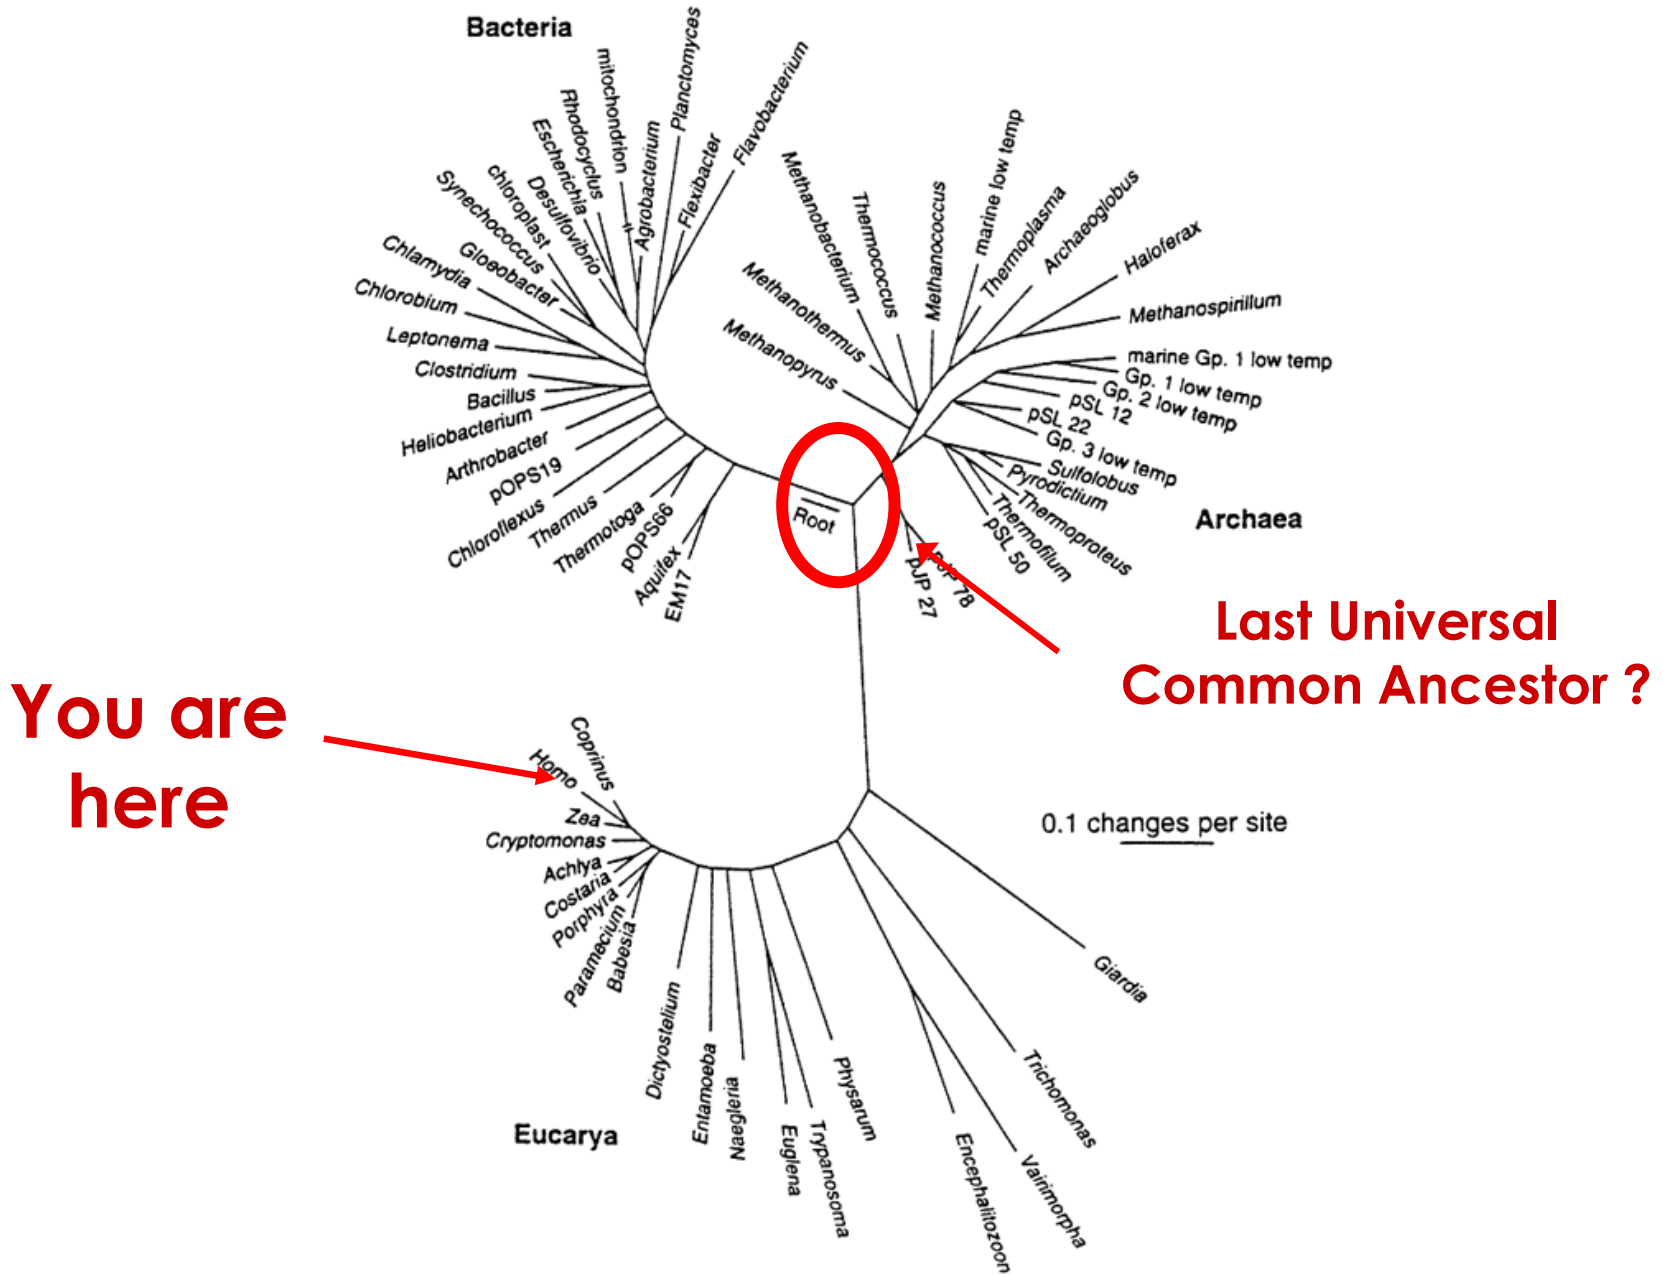 Bacteria
Planctomyces
mitochondrion
Flavobacterium
Rhodocyclus
Escherichia
Agrobacterium
Flexibacter
Desulfovibrio
chloroplast
Synechococcus
Gloeobacter
Chlamydia
Chlorobium
Leptonema
Clostridium
Bacillus
Heliobacterium
Arthrobacter
pOPS19
Chloroflexus
Thermus
Thermotoga
pOPS66
Aquifex
EM17
Root
Methanopyrus
Methanothermus
Methanobacterium
Thermococcus
Methanococcus
marine low temp
Thermoplasma
Archaeoglobus
Haloferax
Methanospirillum
marine Gp. 1 low temp
Gp. 1 low temp
Gp. 2 low temp
pSL 12
pSL 22
Gp. 3 low temp
Sulfolobus
Pyrodictium
Thermoproteus
Thermofilum
pSL 50
pJP 78
pJP 27
Archaea
Last Universal
Common Ancestor ?
You are
here
Coprinus
Homo
Zea
Cryptomonas
Achlya
Costaria
Porphyra
Paramecium
Babesia
Dictyostelium
Entamoeba
Naegleria
Euglena
Trypanosoma
Physarum
Encephalitozoon
Vairimorpha
Trichomonas
Giardia
0.1 changes per site
Eucarya